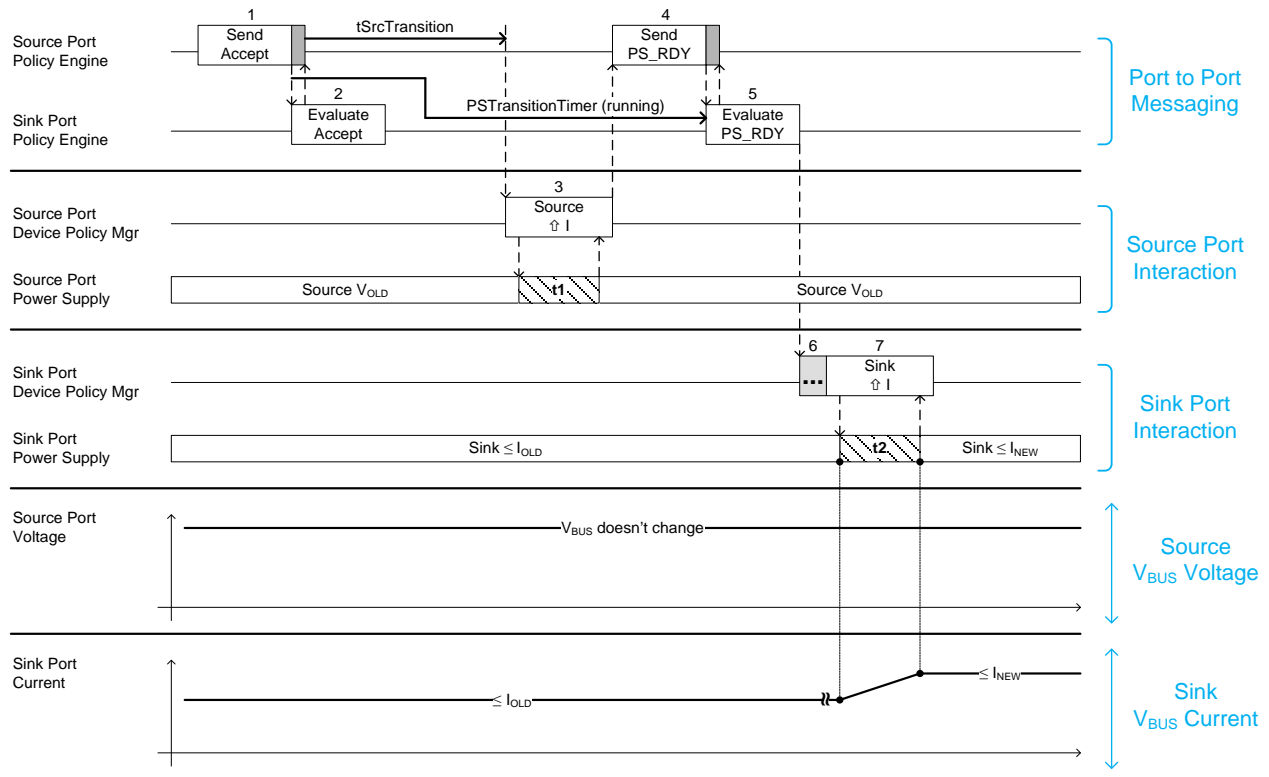 1
Send
Accept
tSrcTransition
4
Send
PS_RDY
Source Port
Policy Engine
Port to Port
Messaging
2
Evaluate
Accept
PSTransitionTimer (running)
5
Evaluate
PS_RDY
Sink Port
Policy Engine
3
Source
⇧ I
Source Port
Device Policy Mgr
Source Port
Interaction
Source Port
Power Supply
Source VOLD
t1
Source VOLD
6
...
7
Sink
⇧ I
Sink Port
Device Policy Mgr
Sink Port
Interaction
Sink Port
Power Supply
Sink ≤ IOLD
t2
Sink ≤ INEW
Source Port
Voltage
VBUS doesn't change
Source
VBUS Voltage
Sink Port
Current
≤ IOLD
≤ INEW
Sink
VBUS Current